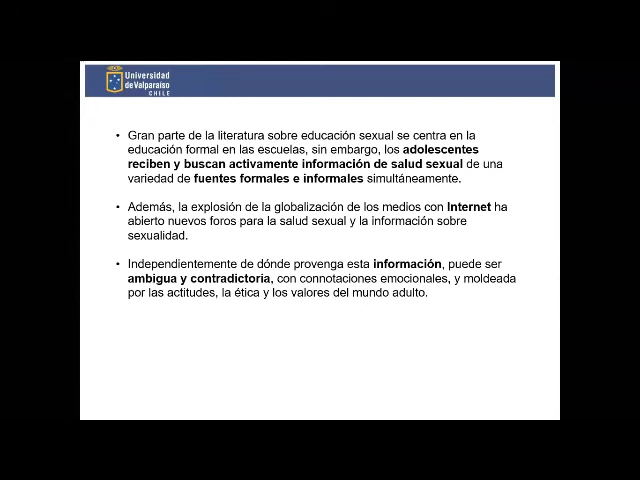 Universidad
de Valparaíso
CHILE
• Gran parte de la literatura sobre educación sexual se centra en la
educación formal en las escuelas, sin embargo, los adolescentes
reciben y buscan activamente información de salud sexual de una
variedad de fuentes formales e informales simultáneamente.
• Además, la explosión de la globalización de los medios con Internet ha
abierto nuevos foros para la salud sexual y la información sobre
sexualidad.
• Independientemente de dónde provenga esta información, puede ser
ambigua y contradictoria, con connotaciones emocionales, y moldeada
por las actitudes, la ética y los valores del mundo adulto.